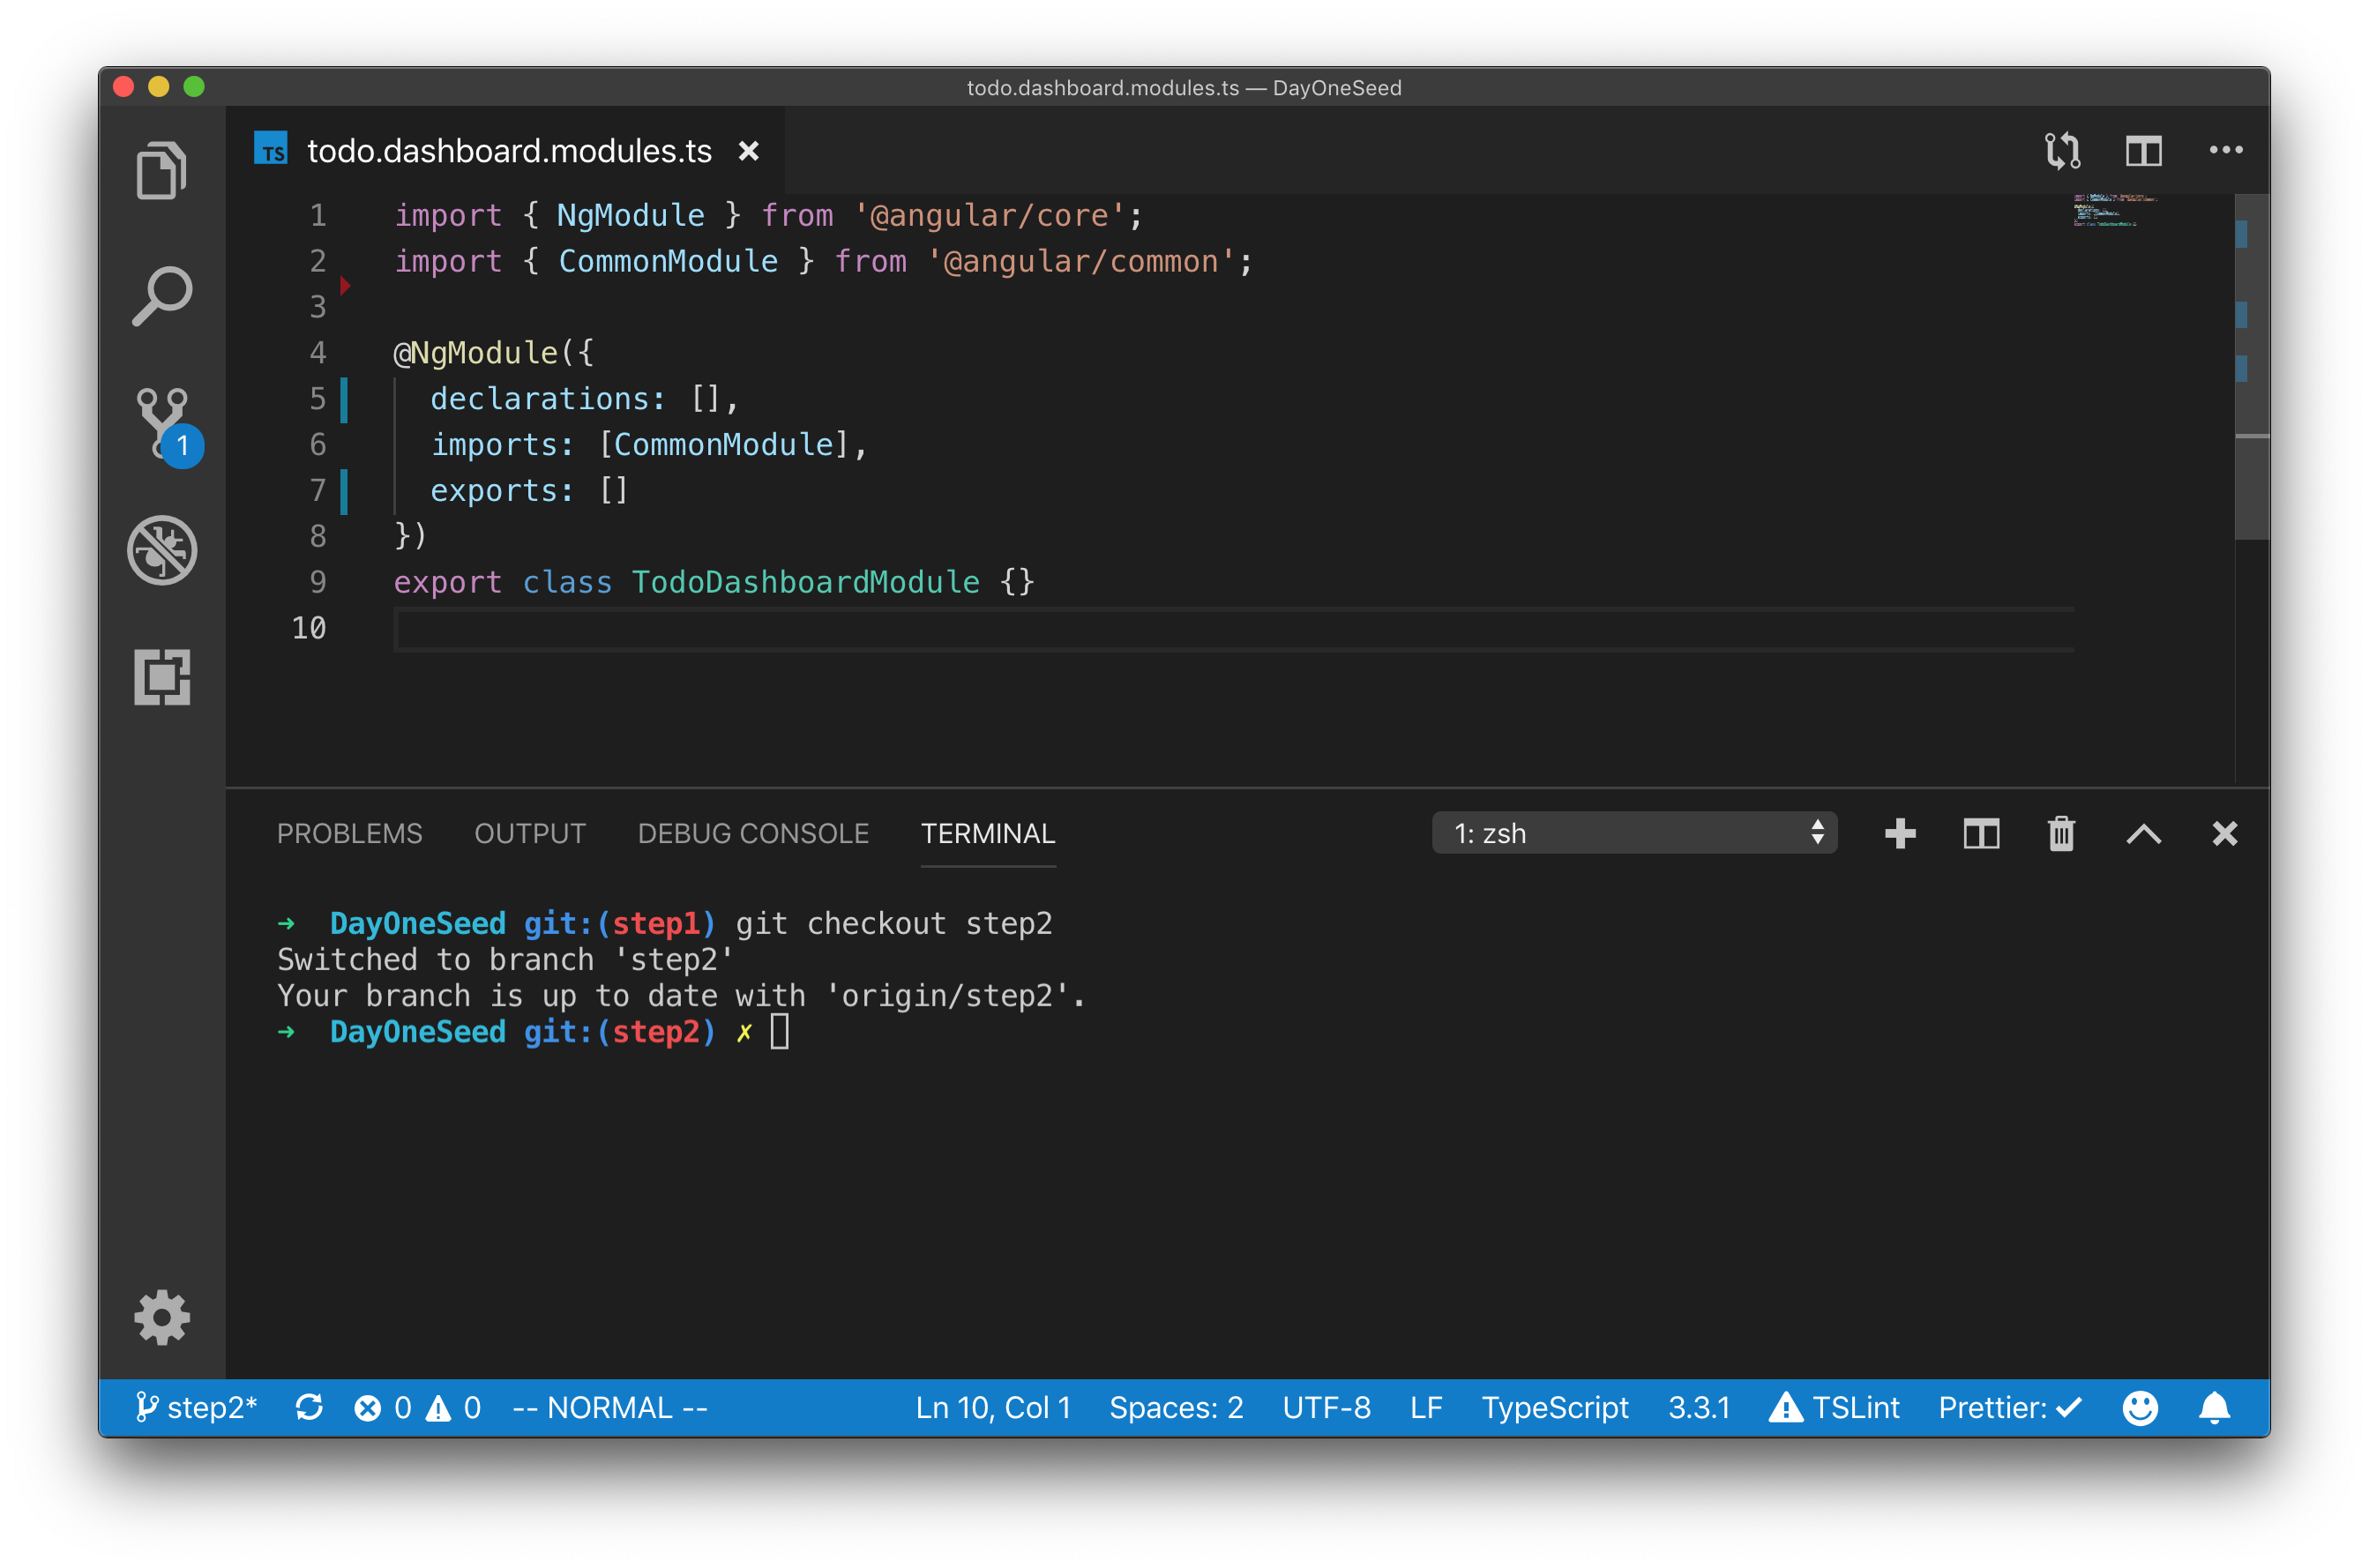 todo.dashboard.modules.ts — DayOneSeed
TS todo.dashboard.modules.ts
1 import { NgModule } from '@angular/core';
2 import { CommonModule } from '@angular/common';
3
4 @NgModule({
5 declarations: [],
6 imports: [CommonModule],
7 exports: []
8 })
9 export class TodoDashboardModule {}
10
1
PROBLEMS OUTPUT DEBUG CONSOLE TERMINAL 1: zsh
➜ DayOneSeed git:(step1) git checkout step2
Switched to branch 'step2'
Your branch is up to date with 'origin/step2'.
➜ DayOneSeed git:(step2) ✗
step2* 0 0 -- NORMAL -- Ln 10, Col 1 Spaces: 2 UTF-8 LF TypeScript 3.3.1 TSLint Prettier: ✓